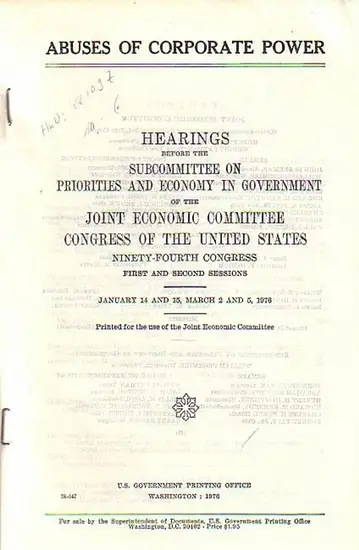 ABUSES OF CORPORATE POWER
HEARINGS
BEFORE THE
SUBCOMMITTEE ON
PRIORITIES AND ECONOMY IN GOVERNMENT
OF THE
JOINT ECONOMIC COMMITTEE
CONGRESS OF THE UNITED STATES
NINETY-FOURTH CONGRESS
FIRST AND SECOND SESSIONS
JANUARY 14 AND 15, MARCH 2 AND 5, 1976
Printed for the use of the Joint Economic Committee
U.S. GOVERNMENT PRINTING OFFICE
WASHINGTON : 1976
For sale by the Superintendent of Documents, U.S. Government Printing Office
Washington, D.C. 20402 - Price $1.95